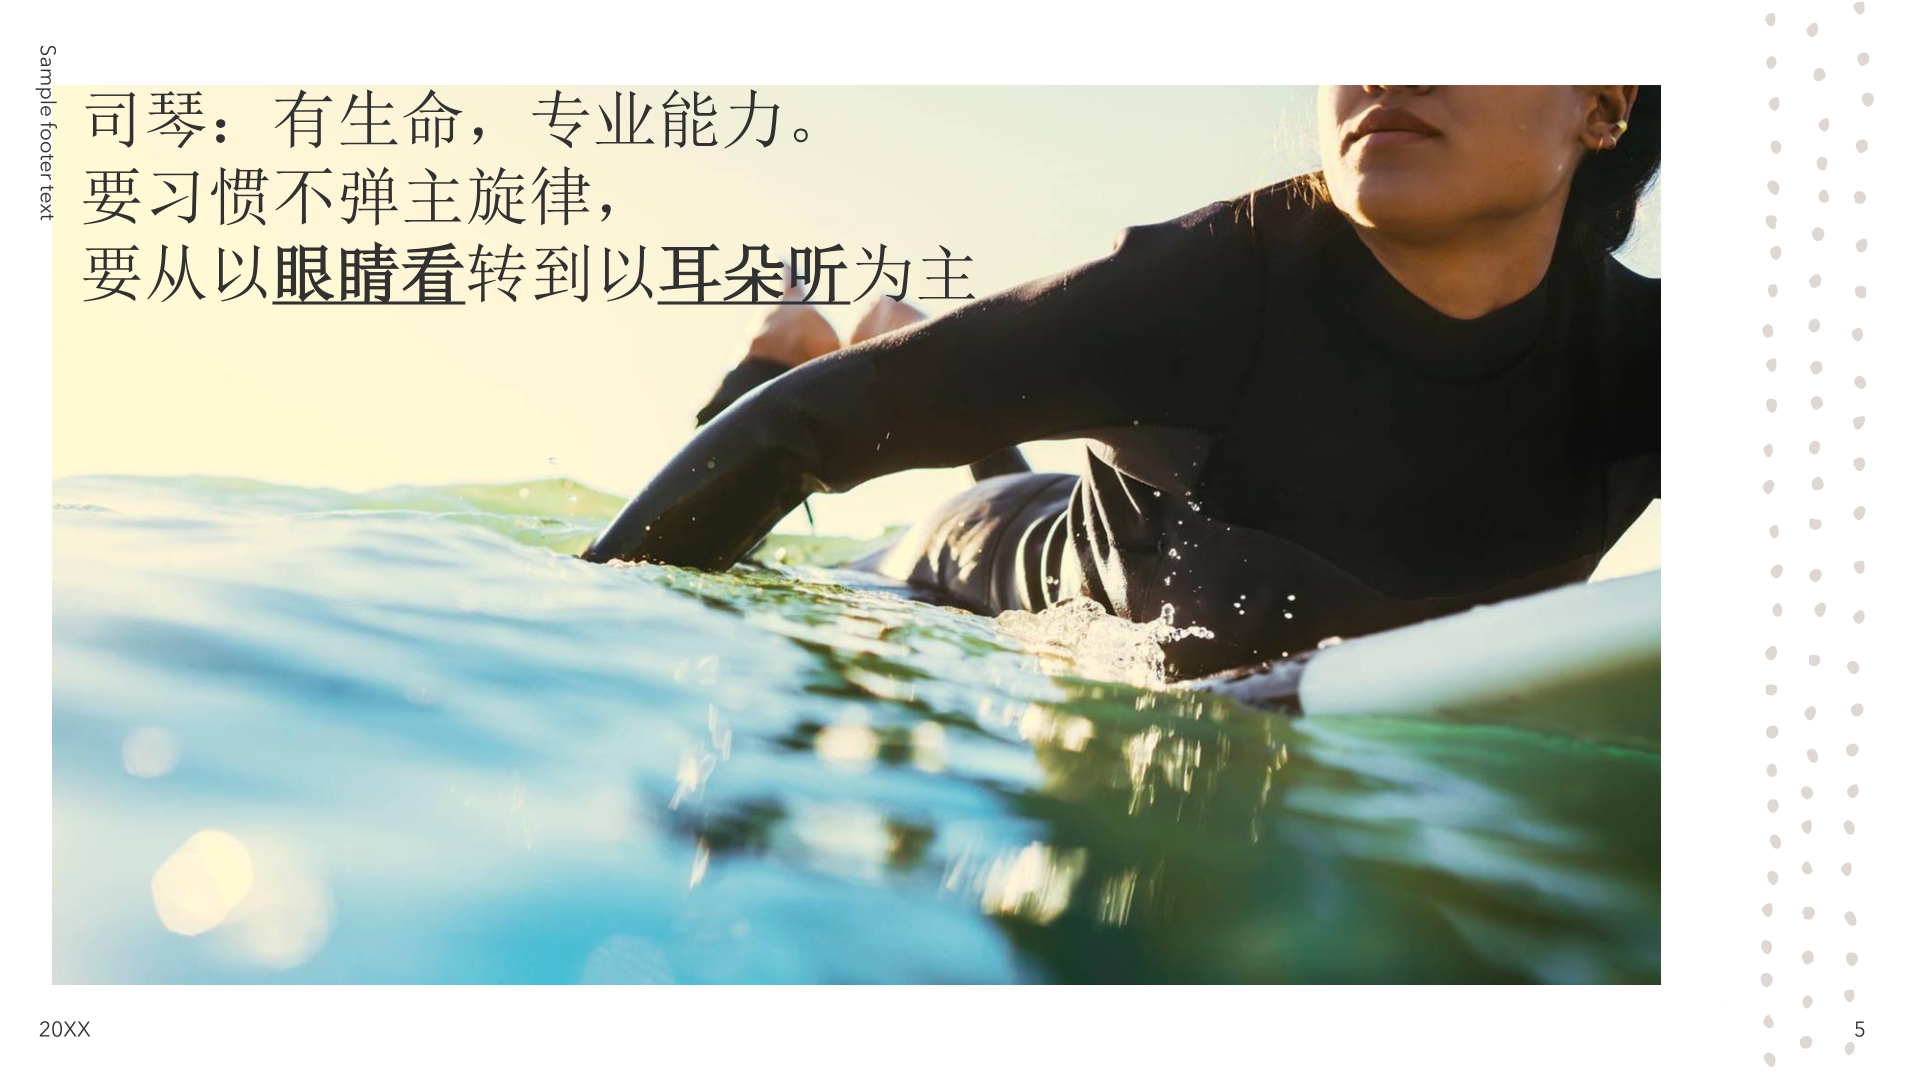 Sample footer text
司琴：有生命，专业能力。
要习惯不弹主旋律，
要从以眼睛看转到以耳朵听为主
20XX
5